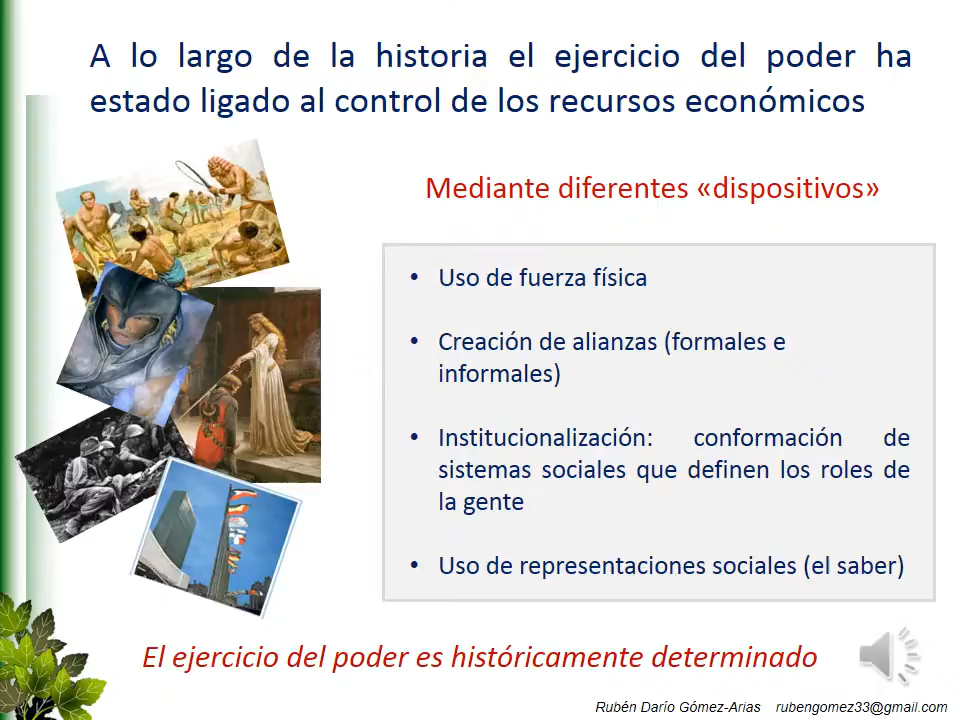 A lo largo de la historia el ejercicio del poder ha
estado ligado al control de los recursos económicos
Mediante diferentes «dispositivos»
• Uso de fuerza física
• Creación de alianzas (formales e
informales)
• Institucionalización: conformación de
sistemas sociales que definen los roles de
la gente
• Uso de representaciones sociales (el saber)
El ejercicio del poder es históricamente determinado
Rubén Darío Gómez-Arias rubengomez33@gmail.com